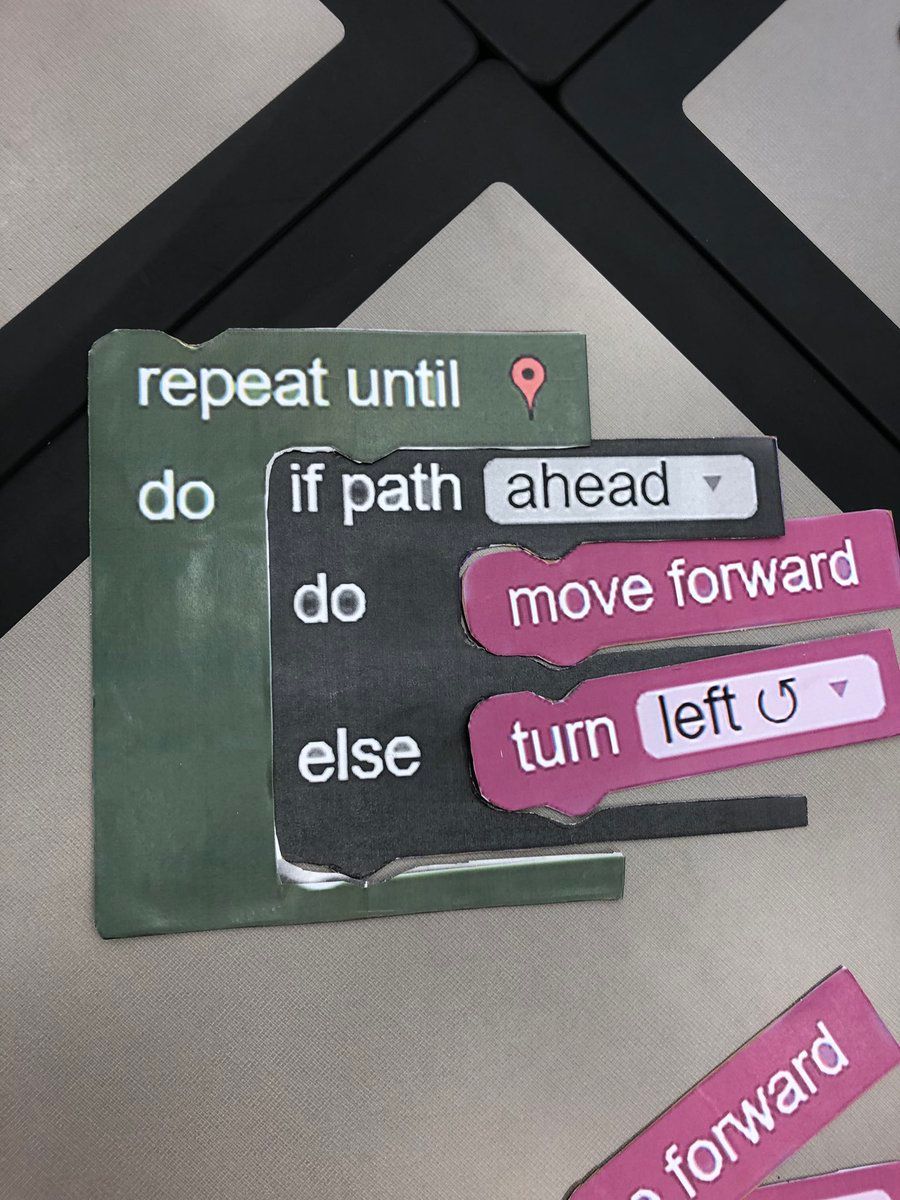 repeat until
do
if path ahead
do
move forward
else
turn left
forward